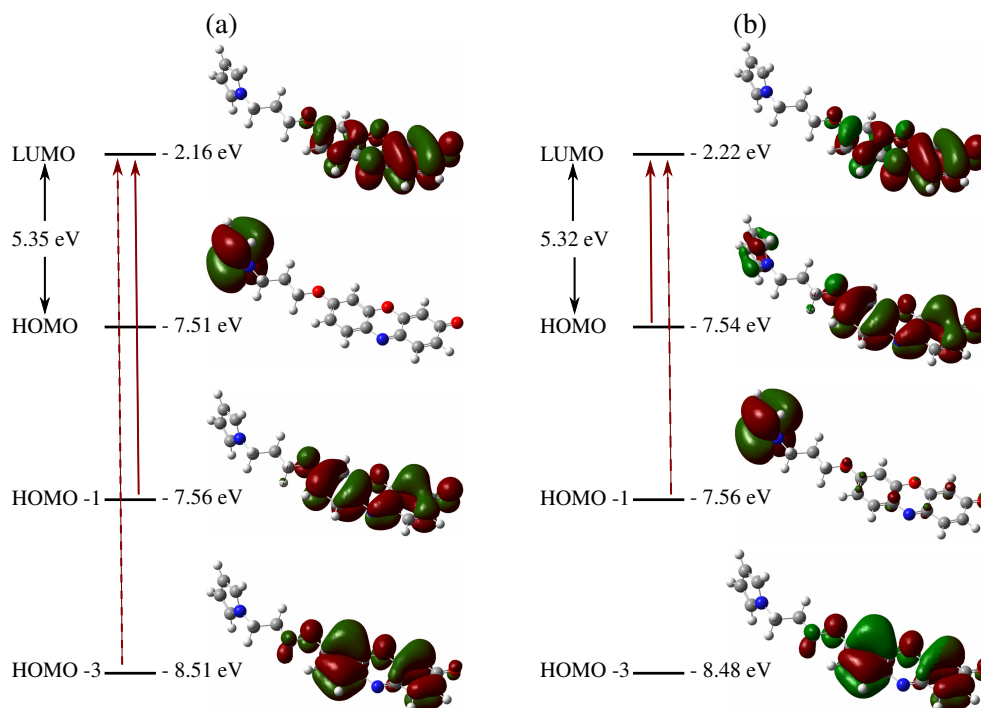 (a)
LUMO
- 2.16 eV
5.35 eV
HOMO
- 7.51 eV
HOMO -1
- 7.56 eV
HOMO -3
- 8.51 eV
(b)
LUMO
- 2.22 eV
5.32 eV
HOMO
- 7.54 eV
HOMO -1
- 7.56 eV
HOMO -3
- 8.48 eV